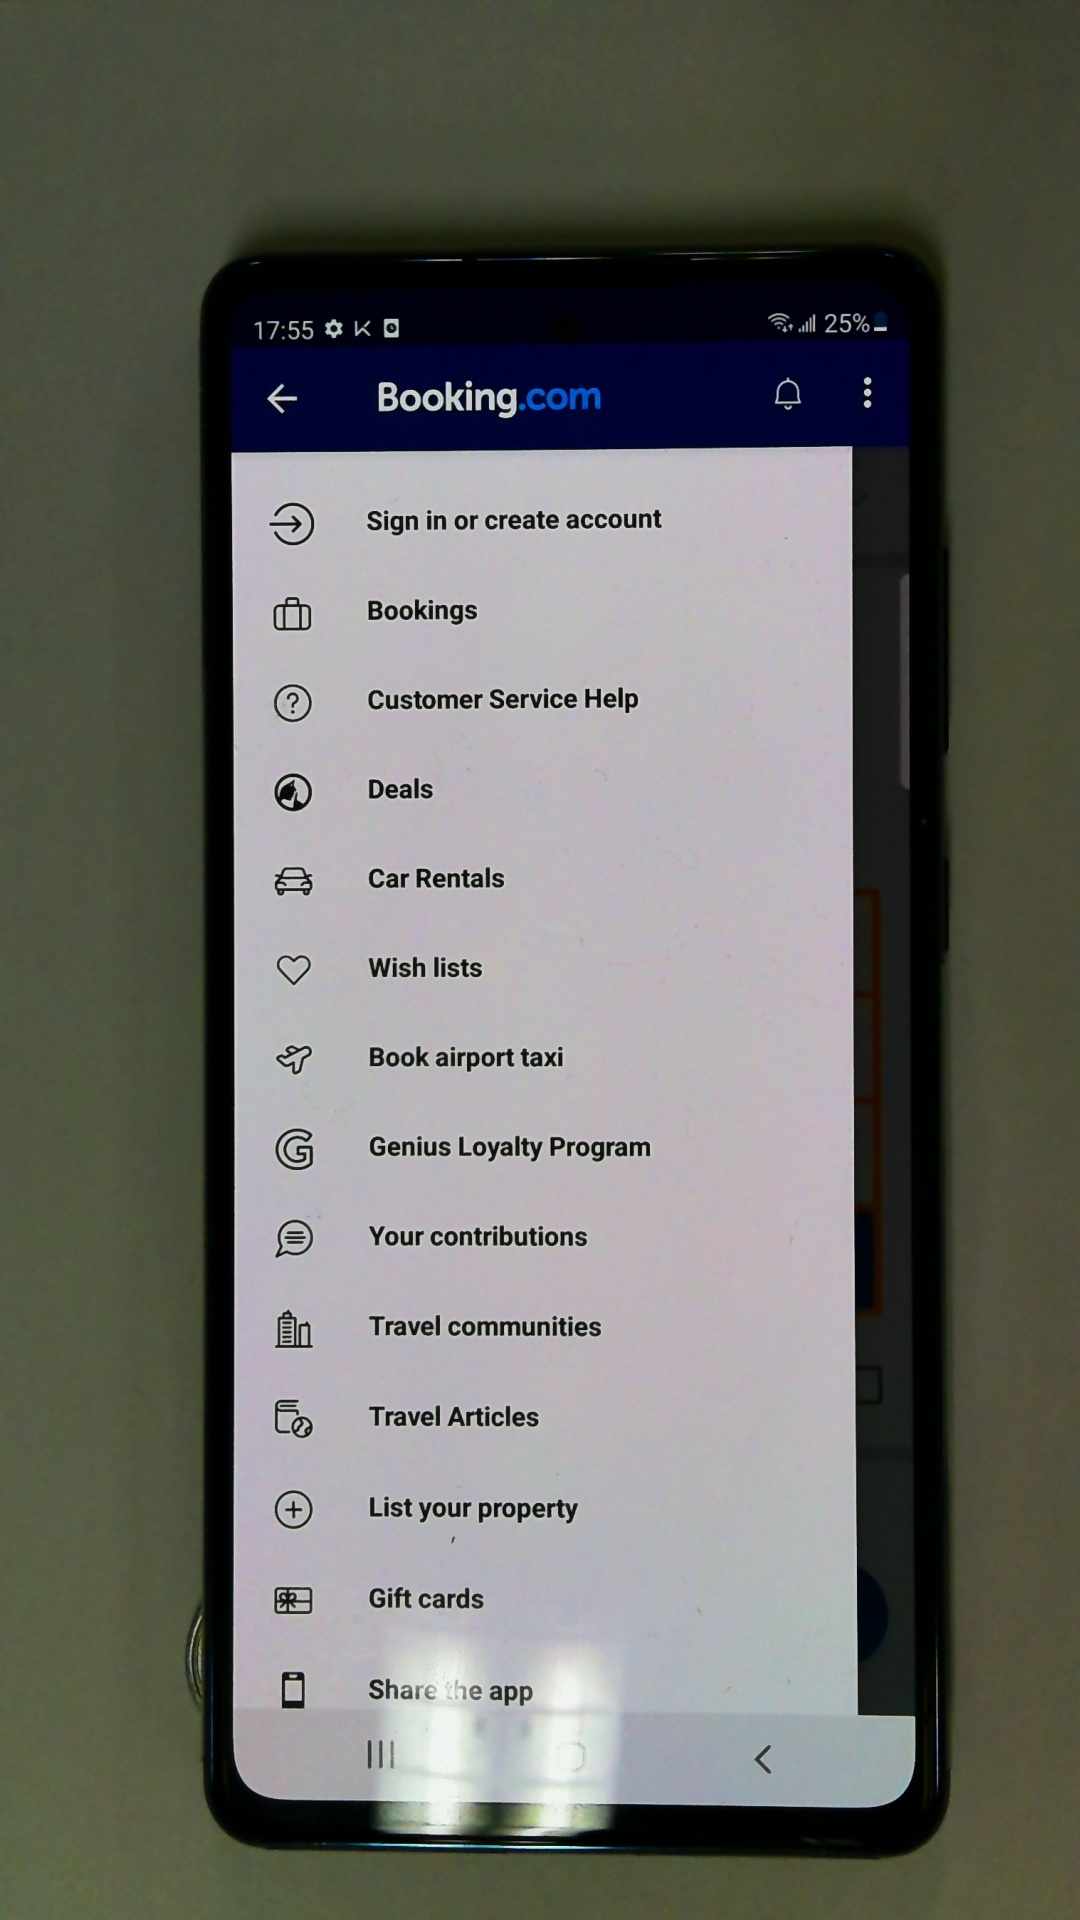 17:55 25%
Booking.com
Sign in or create account
Bookings
Customer Service Help
Deals
Car Rentals
Wish lists
Book airport taxi
Genius Loyalty Program
Your contributions
Travel communities
Travel Articles
List your property
Gift cards
Share the app